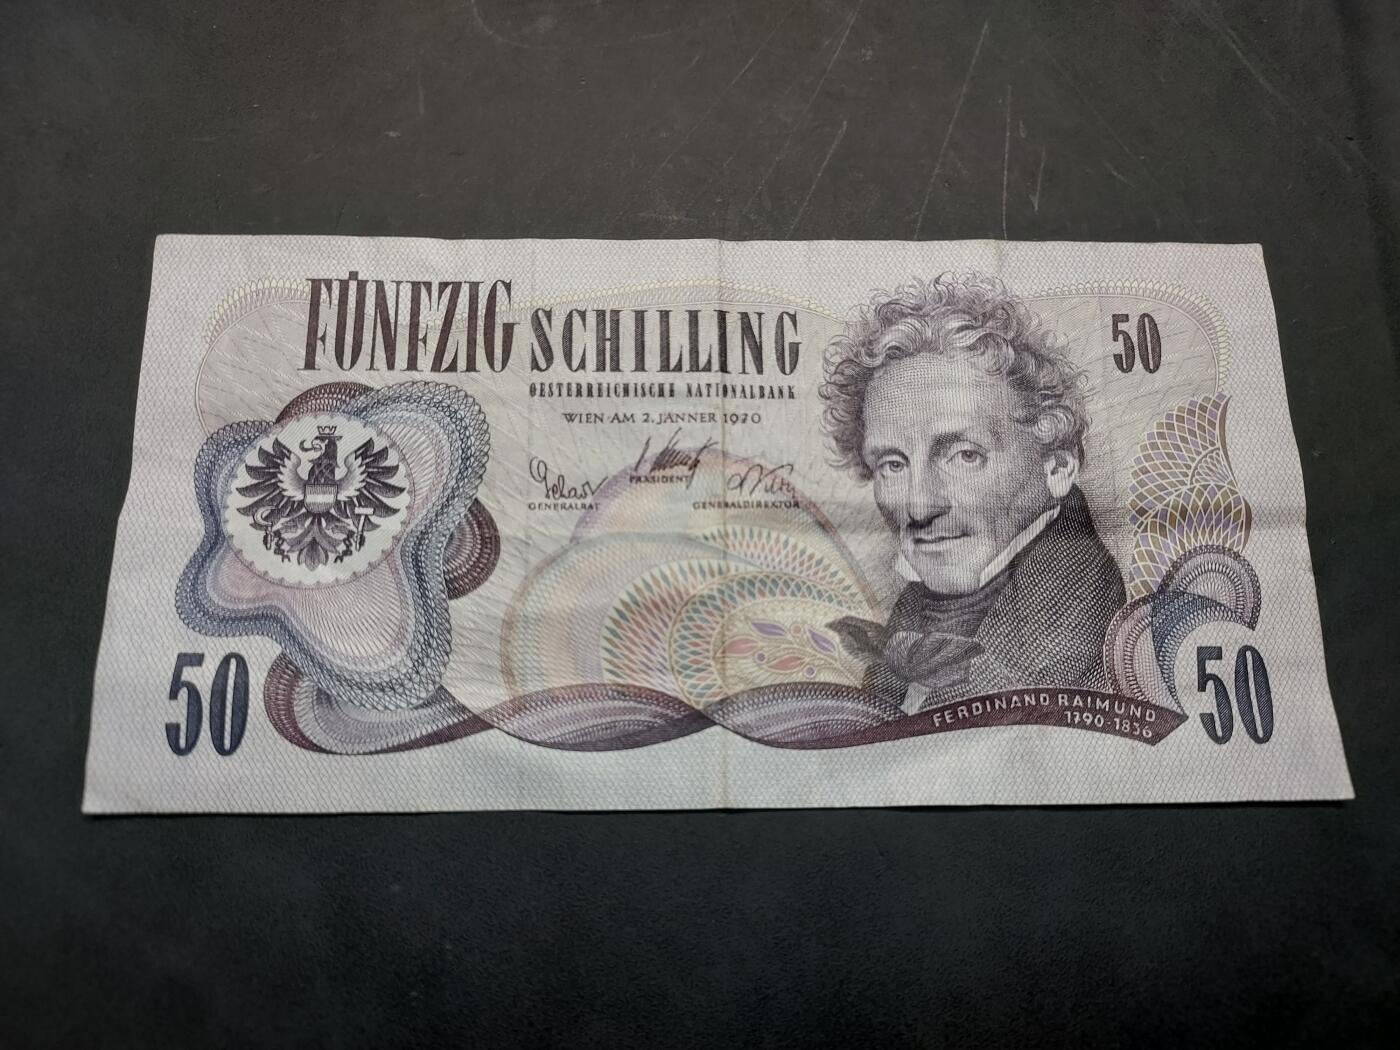 FÜNFZIG SCHILLING
OESTERREICHISCHE NATIONALBANK
WIEN·AM 2. JÄNNER 1970
PRÄSIDENT
GENERALRAT
GENERALDIREKTOR
50
50
50
FERDINAND RAIMUND
1790-1836